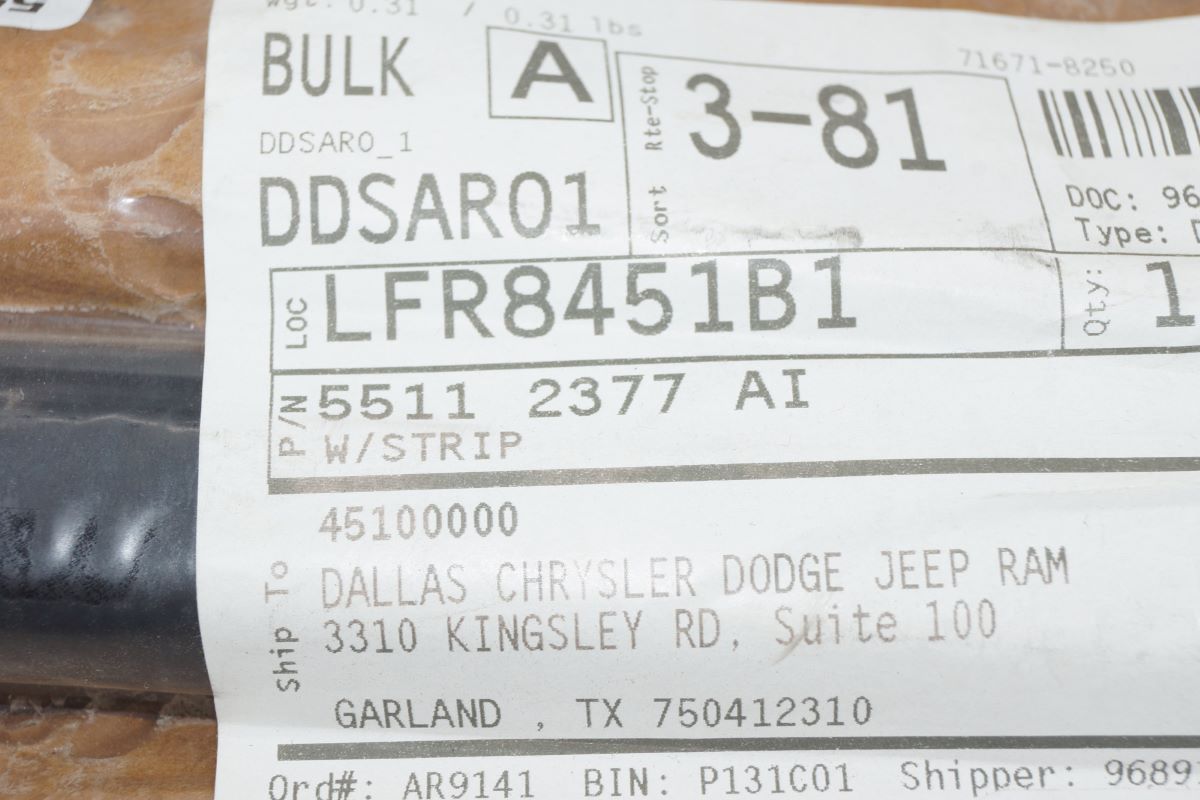 Wgt: 0.31 / 0.31 lbs
71671-8250
BULK A
Rte-Stop 3-81
Sort
DDSARO_1
DDSARO1
DOC: 96
Type:
LOC LFR8451B1
Qty: 1
P/N 5511 2377 AI
W/STRIP
Ship To
45100000
DALLAS CHRYSLER DODGE JEEP RAM
3310 KINGSLEY RD, Suite 100
GARLAND , TX 750412310
Ord#: AR9141 BIN: P131C01 Shipper: 9689